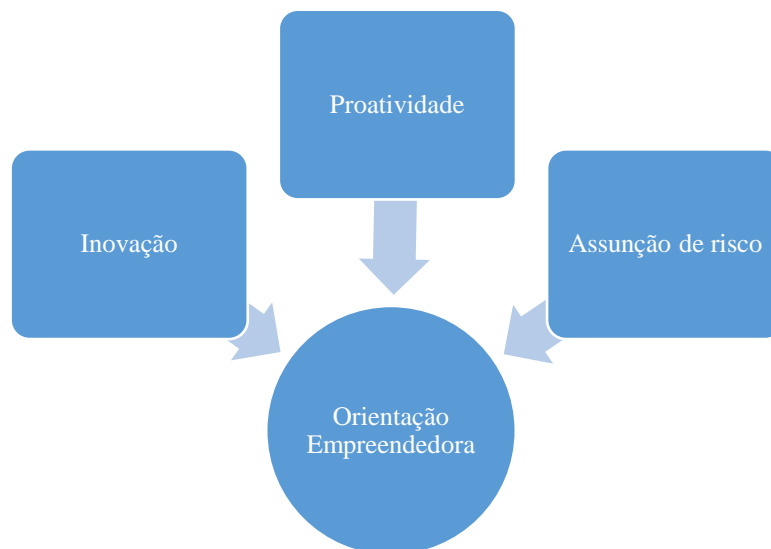 Proatividade
Inovação
Assunção de risco
Orientação
Empreendedora